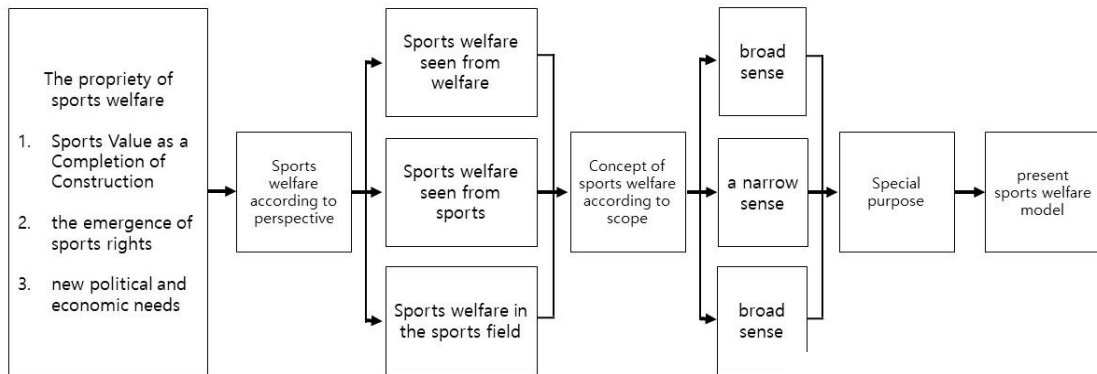 The propriety of
sports welfare
1. Sports Value as a
Completion of
Construction
2. the emergence of
sports rights
3. new political and
economic needs
Sports
welfare
according to
perspective
Sports welfare
seen from
welfare
Sports welfare
seen from
sports
Sports welfare in
the sports field
Concept of
sports welfare
according to
scope
broad
sense
a narrow
sense
broad
sense
Special
purpose
present
sports welfare
model